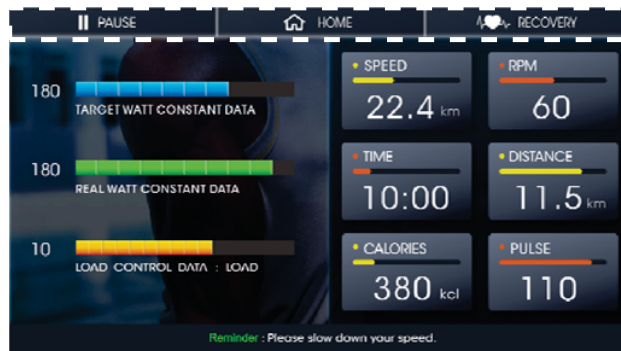 PAUSE
HOME
RECOVERY
180
TARGET WATT CONSTANT DATA
180
REAL WATT CONSTANT DATA
10
LOAD CONTROL DATA : LOAD
SPEED
22.4 km
RPM
60
TIME
10:00
DISTANCE
11.5 km
CALORIES
380 kcl
PULSE
110
Reminder : Please slow down your speed.